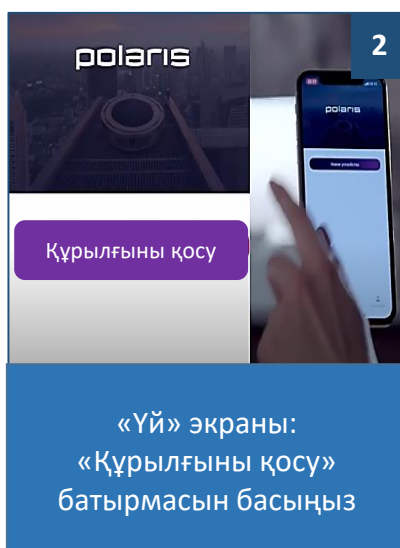 polaris
2
polaris
Құрылғыны қосу
«Үй» экраны:
«Құрылғыны қосу»
батырмасын басыңыз